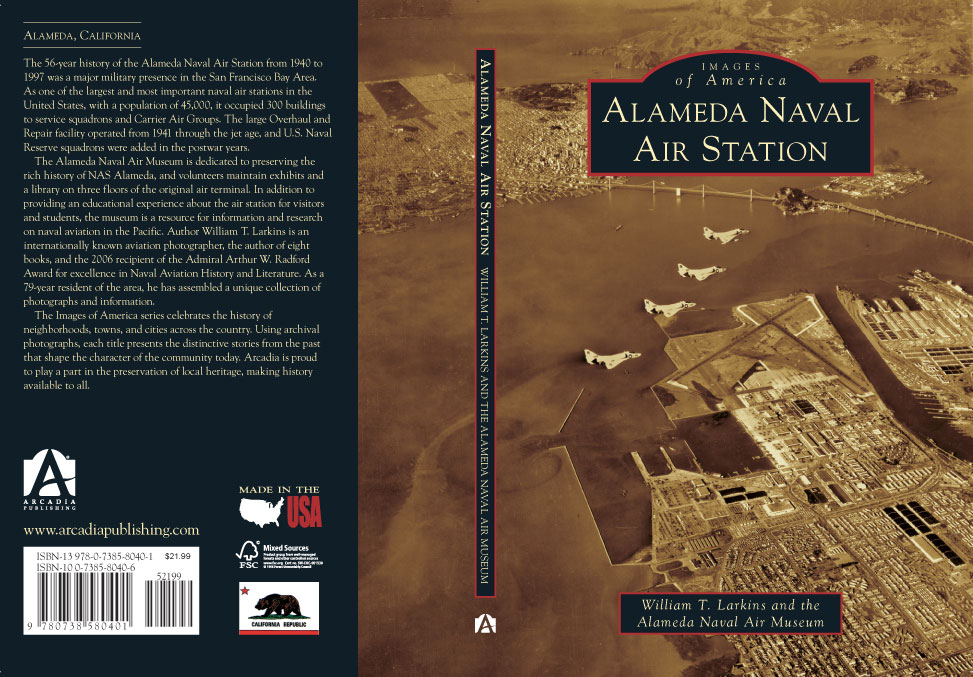 ALAMEDA, CALIFORNIA
The 56-year history of the Alameda Naval Air Station from 1940 to
1997 was a major military presence in the San Francisco Bay Area.
As one of the largest and most important naval air stations in the
United States, with a population of 45,000, it occupied 300 buildings
to service squadrons and Carrier Air Groups. The large Overhaul and
Repair facility operated from 1941 through the jet age, and U.S. Naval
Reserve squadrons were added in the postwar years.
The Alameda Naval Air Museum is dedicated to preserving the
rich history of NAS Alameda, and volunteers maintain exhibits and
a library on three floors of the original air terminal. In addition to
providing an educational experience about the air station for visitors
and students, the museum is a resource for information and research
on naval aviation in the Pacific. Author William T. Larkins is an
internationally known aviation photographer, the author of eight
books, and the 2006 recipient of the Admiral Arthur W. Radford
Award for excellence in Naval Aviation History and Literature. As a
79-year resident of the area, he has assembled a unique collection of
photographs and information.
The Images of America series celebrates the history of
neighborhoods, towns, and cities across the country. Using archival
photographs, each title presents the distinctive stories from the past
that shape the character of the community today. Arcadia is proud
to play a part in the preservation of local heritage, making history
available to all.
A
ARCADIA
PUBLISHING
www.arcadiapublishing.com
ISBN-13 978-0-7385-8040-1 $21.99
ISBN-10 0-7385-8040-6
52199
9 780738 580401
MADE IN THE
USA
FSC
Mixed Sources
Product group from well-managed
forests and other controlled sources
CALIFORNIA REPUBLIC
ALAMEDA NAVAL AIR STATION WILLIAM T. LARKINS AND THE ALAMEDA NAVAL AIR MUSEUM
A
IMAGES
of America
ALAMEDA NAVAL
AIR STATION
William T. Larkins and the
Alameda Naval Air Museum